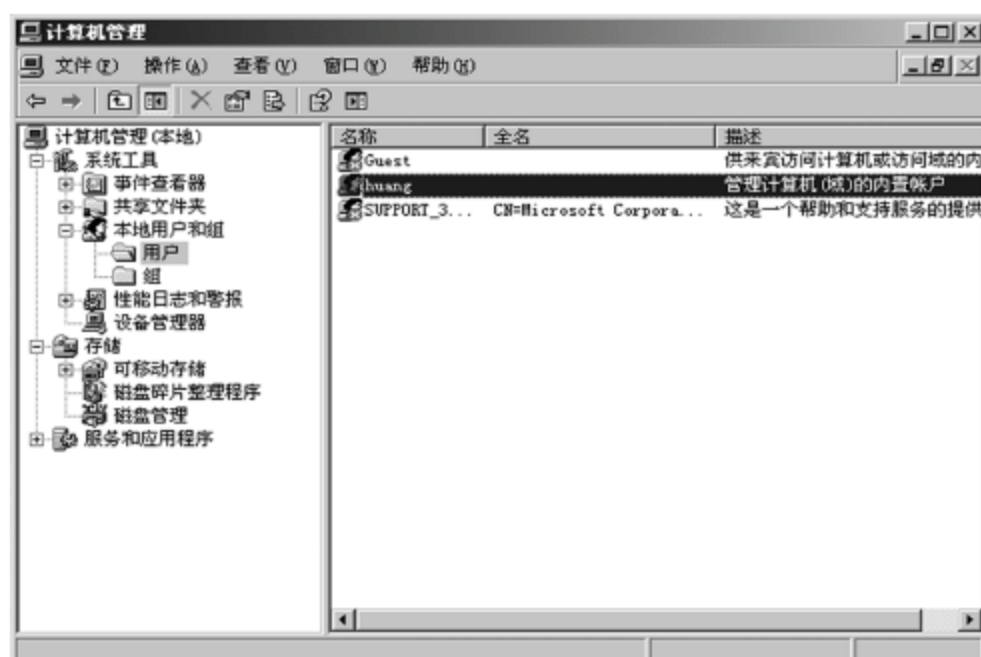 计算机管理
文件(F) 操作(A) 查看(V) 窗口(W) 帮助(H)
计算机管理(本地)
系统工具
事件查看器
共享文件夹
本地用户和组
用户
组
性能日志和警报
设备管理器
存储
可移动存储
磁盘碎片整理程序
磁盘管理
服务和应用程序
名称 全名 描述
Guest 供来宾访问计算机或访问域的内
huang 管理计算机(域)的内置帐户
SUPPORT_3... CN=Microsoft Corpora... 这是一个帮助和支持服务的提供